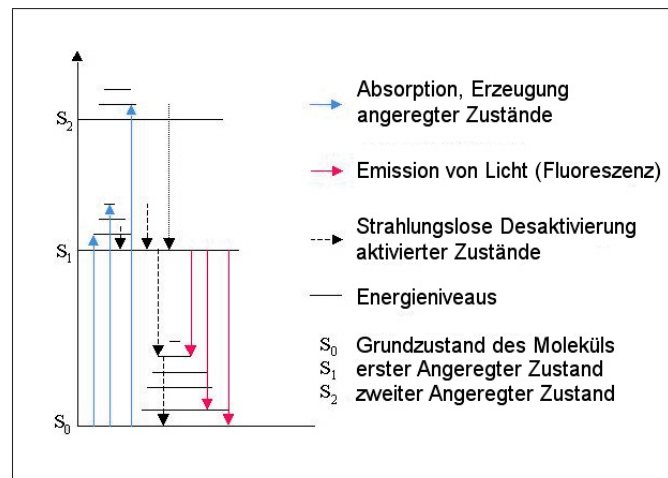 S2
S1
S0
Absorption, Erzeugung
angeregter Zustände
Emission von Licht (Fluoreszenz)
Strahlungslose Desaktivierung
aktivierter Zustände
Energieniveaus
S0 Grundzustand des Moleküls
S1 erster Angeregter Zustand
S2 zweiter Angeregter Zustand